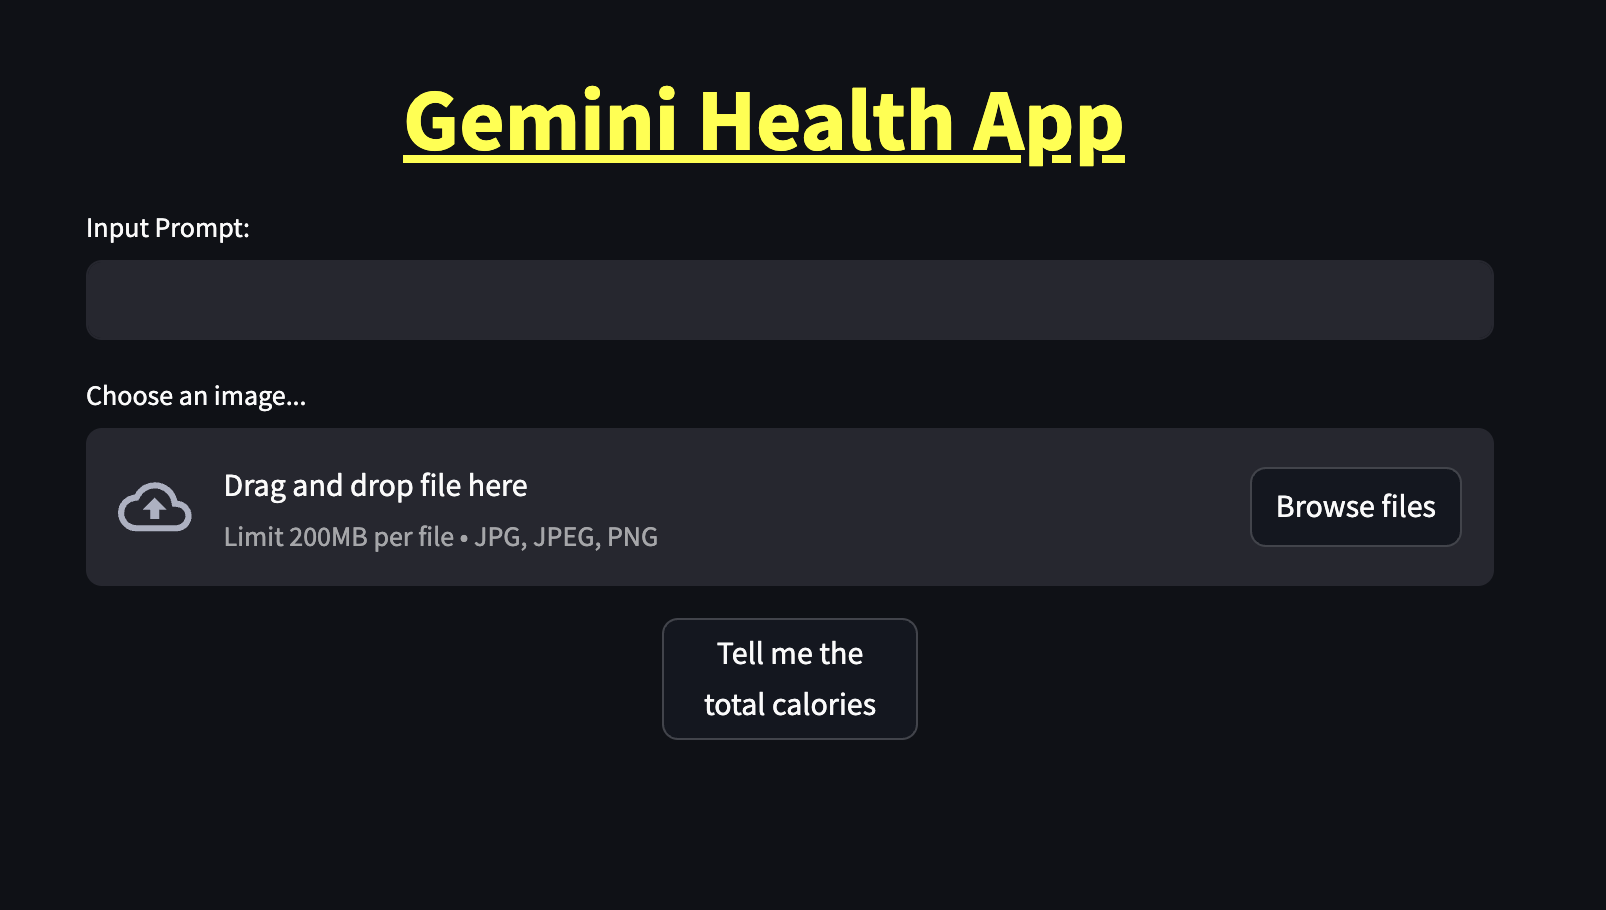 Gemini Health App
Input Prompt:
Choose an image...
Drag and drop file here
Limit 200MB per file • JPG, JPEG, PNG
Browse files
Tell me the
total calories